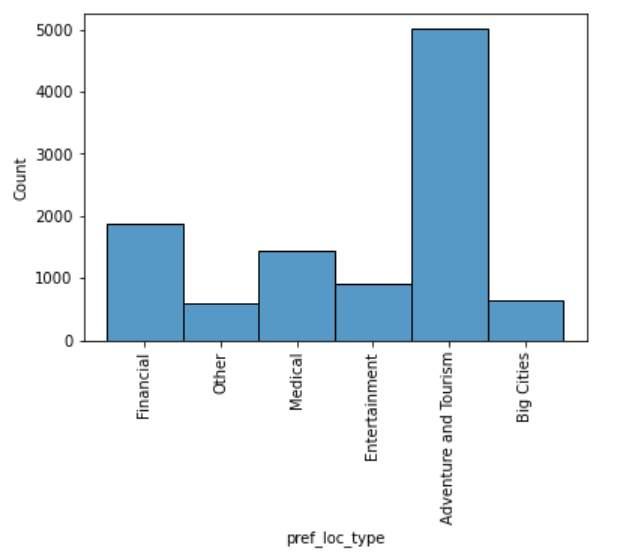 5000
4000
3000
2000
1000
0
Count
Financial
Other
Medical
Entertainment
Adventure and Tourism
Big Cities
pref_loc_type